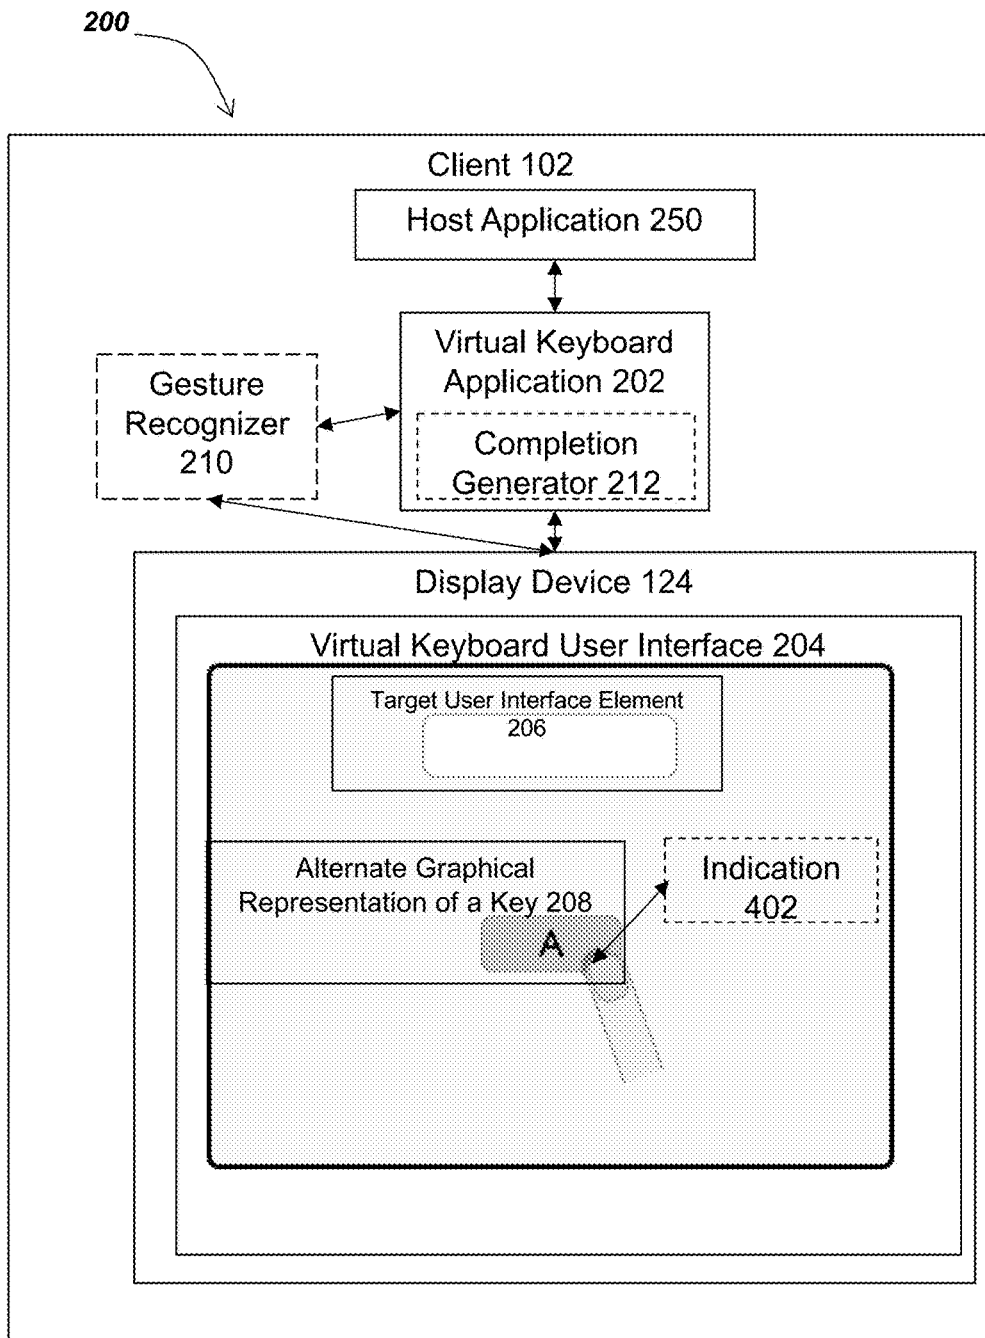 200
Client 102
Host Application 250
Virtual Keyboard
Application 202
Gesture
Recognizer
210
Completion
Generator 212
Display Device 124
Virtual Keyboard User Interface 204
Target User Interface Element
206
Alternate Graphical
Representation of a Key 208
Indication
402
A